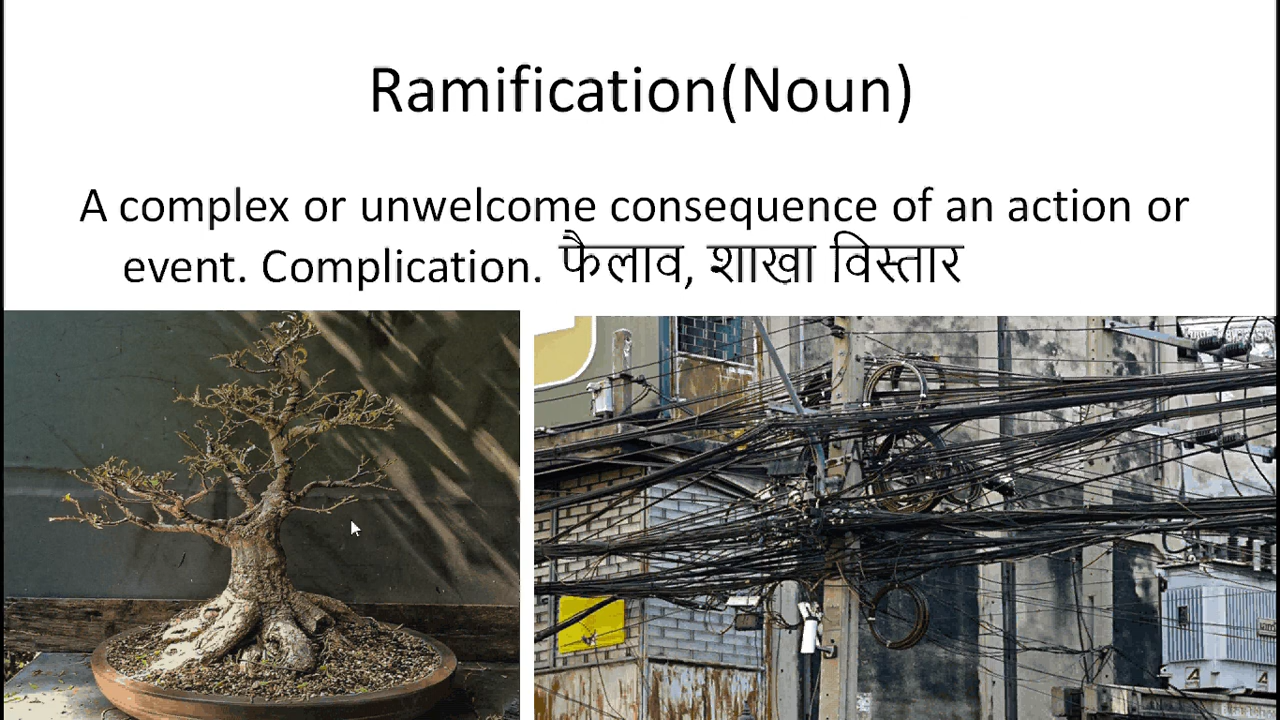 Ramification(Noun)
A complex or unwelcome consequence of an action or
event. Complication. फैलाव, शाखा विस्तार